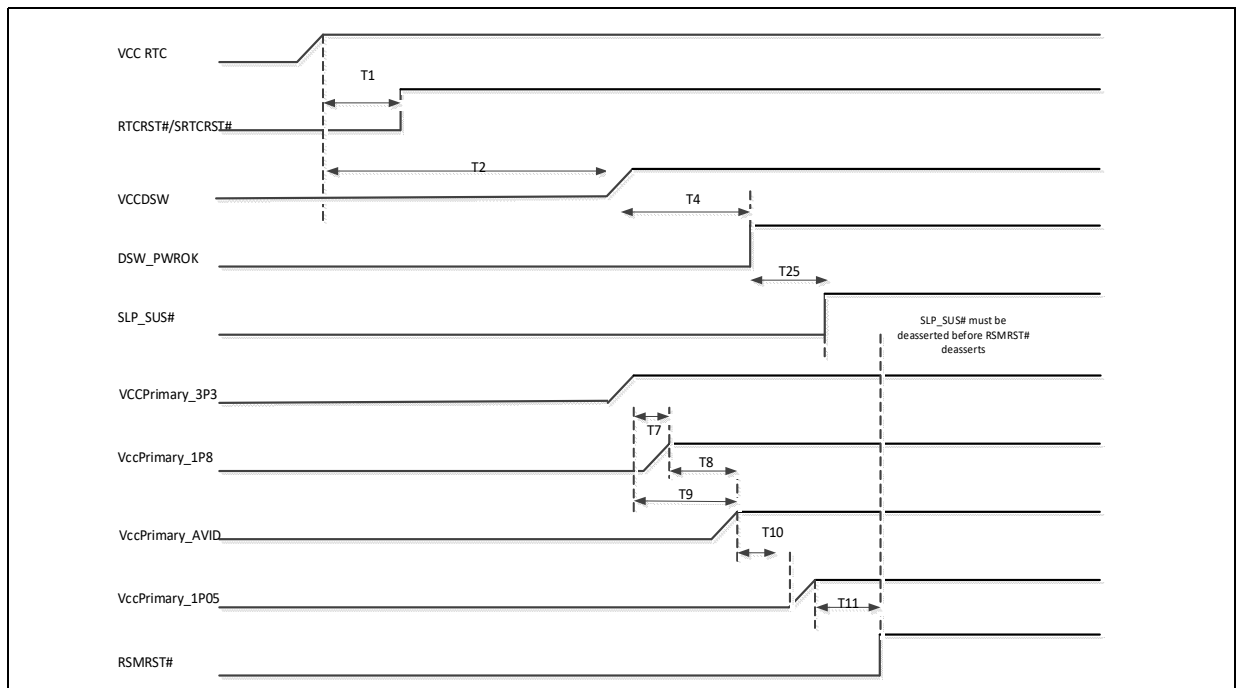 VCC RTC
T1
RTCRST#/SRTCRST#
T2
VCCDSW
T4
DSW_PWROK
T25
SLP_SUS#
SLP_SUS# must be
deasserted before RSMRST#
deasserts
VCCPrimary_3P3
T7
VccPrimary_1P8
T8
T9
VccPrimary_AVID
T10
VccPrimary_1P05
T11
RSMRST#